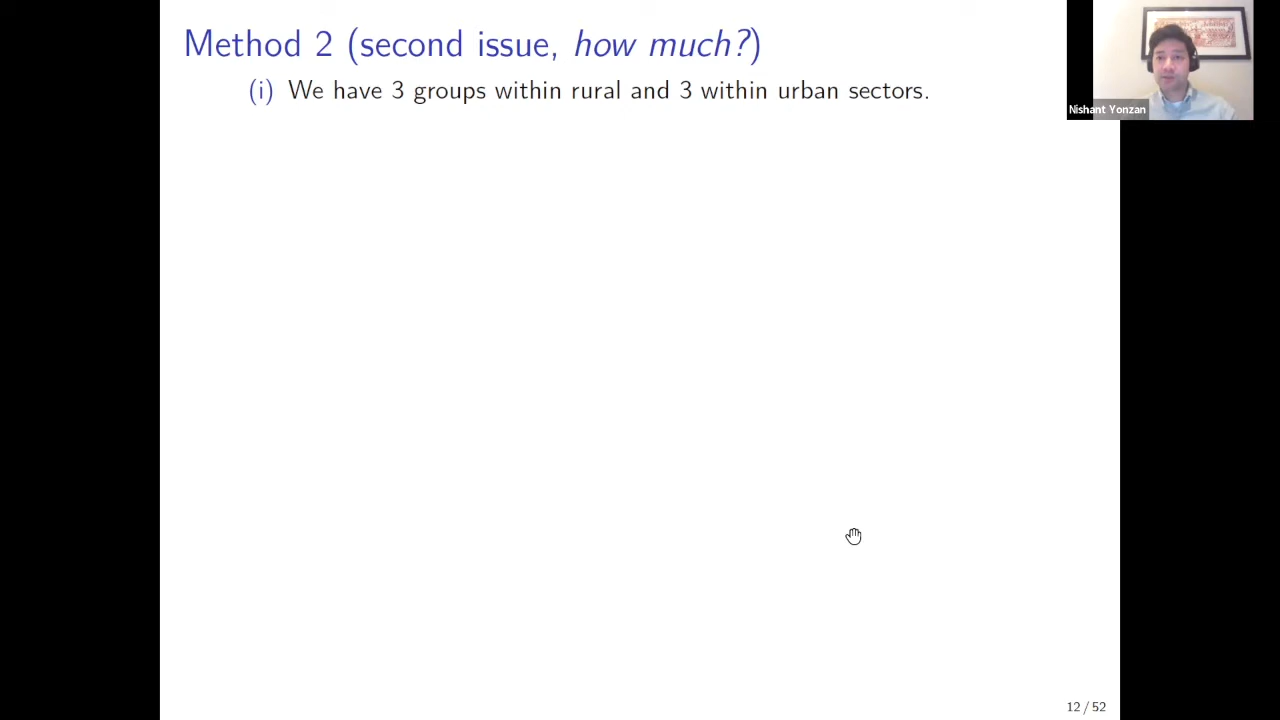 Method 2 (second issue, how much?)
(i) We have 3 groups within rural and 3 within urban sectors.
Nishant Yonzan
12 / 52